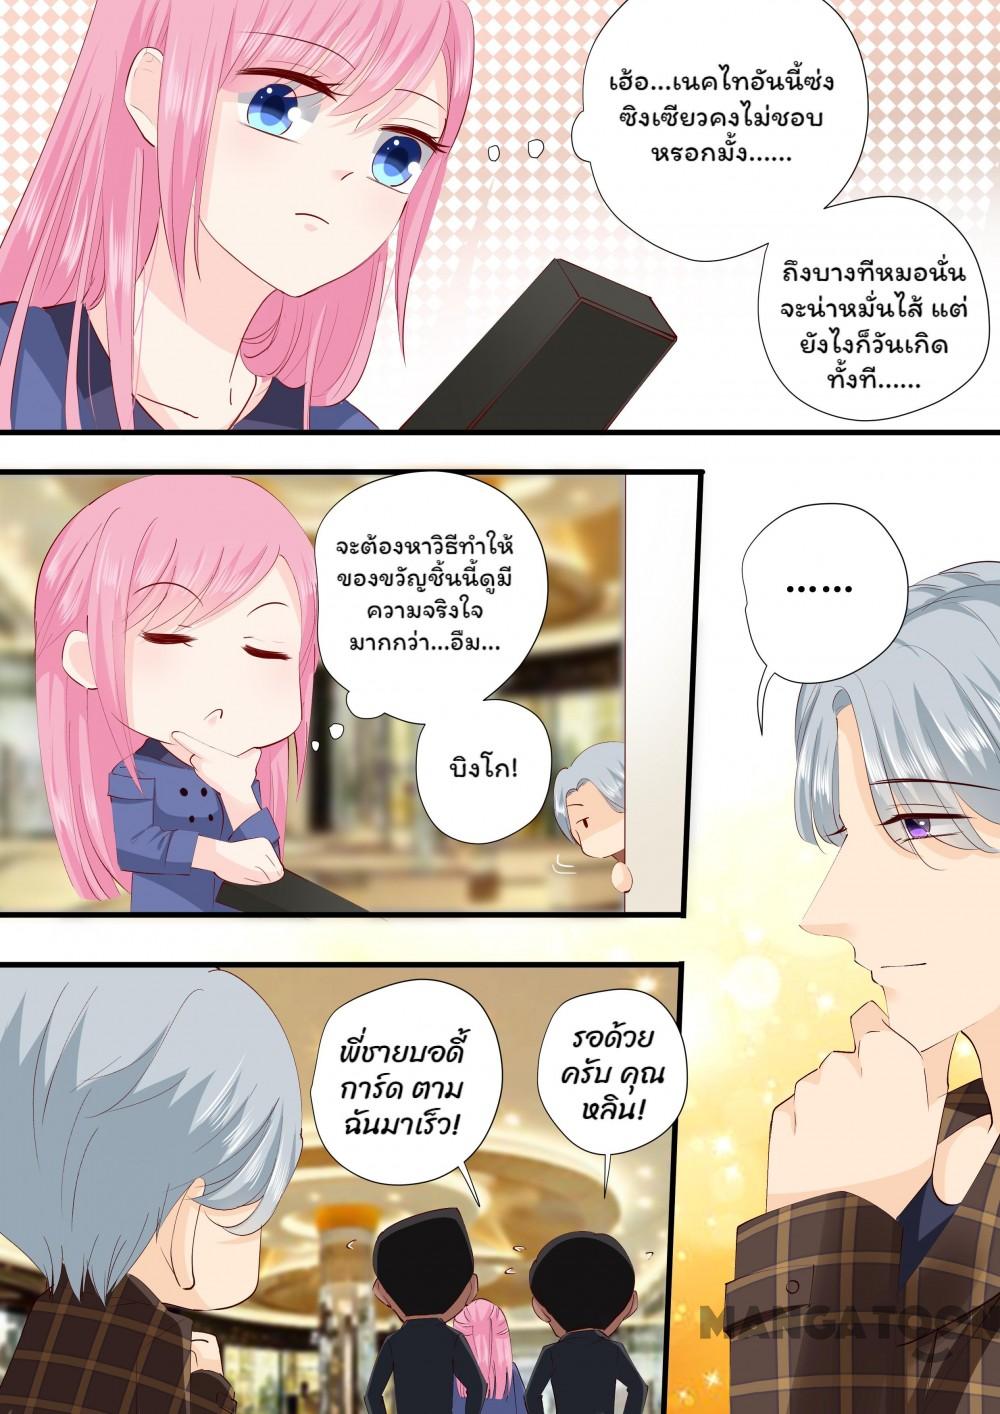 เฮ้อ...เนคไทอันนี้ซ่ง
ซิงเซียวคงไม่ชอบ
หรอกมั้ง......
ถึงบางทีหมอนั่น
จะน่าหมั่นไส้ แต่
ยังไงก็วันเกิด
ทั้งที......
จะต้องหาวิธีทำให้
ของขวัญชิ้นนี้ดูมี
ความจริงใจ
มากกว่า...อืม...
บิงโก!
......
พี่ชายบอดี้
การ์ด ตาม
ฉันมาเร็ว!
รอด้วย
ครับ คุณ
หลิน!